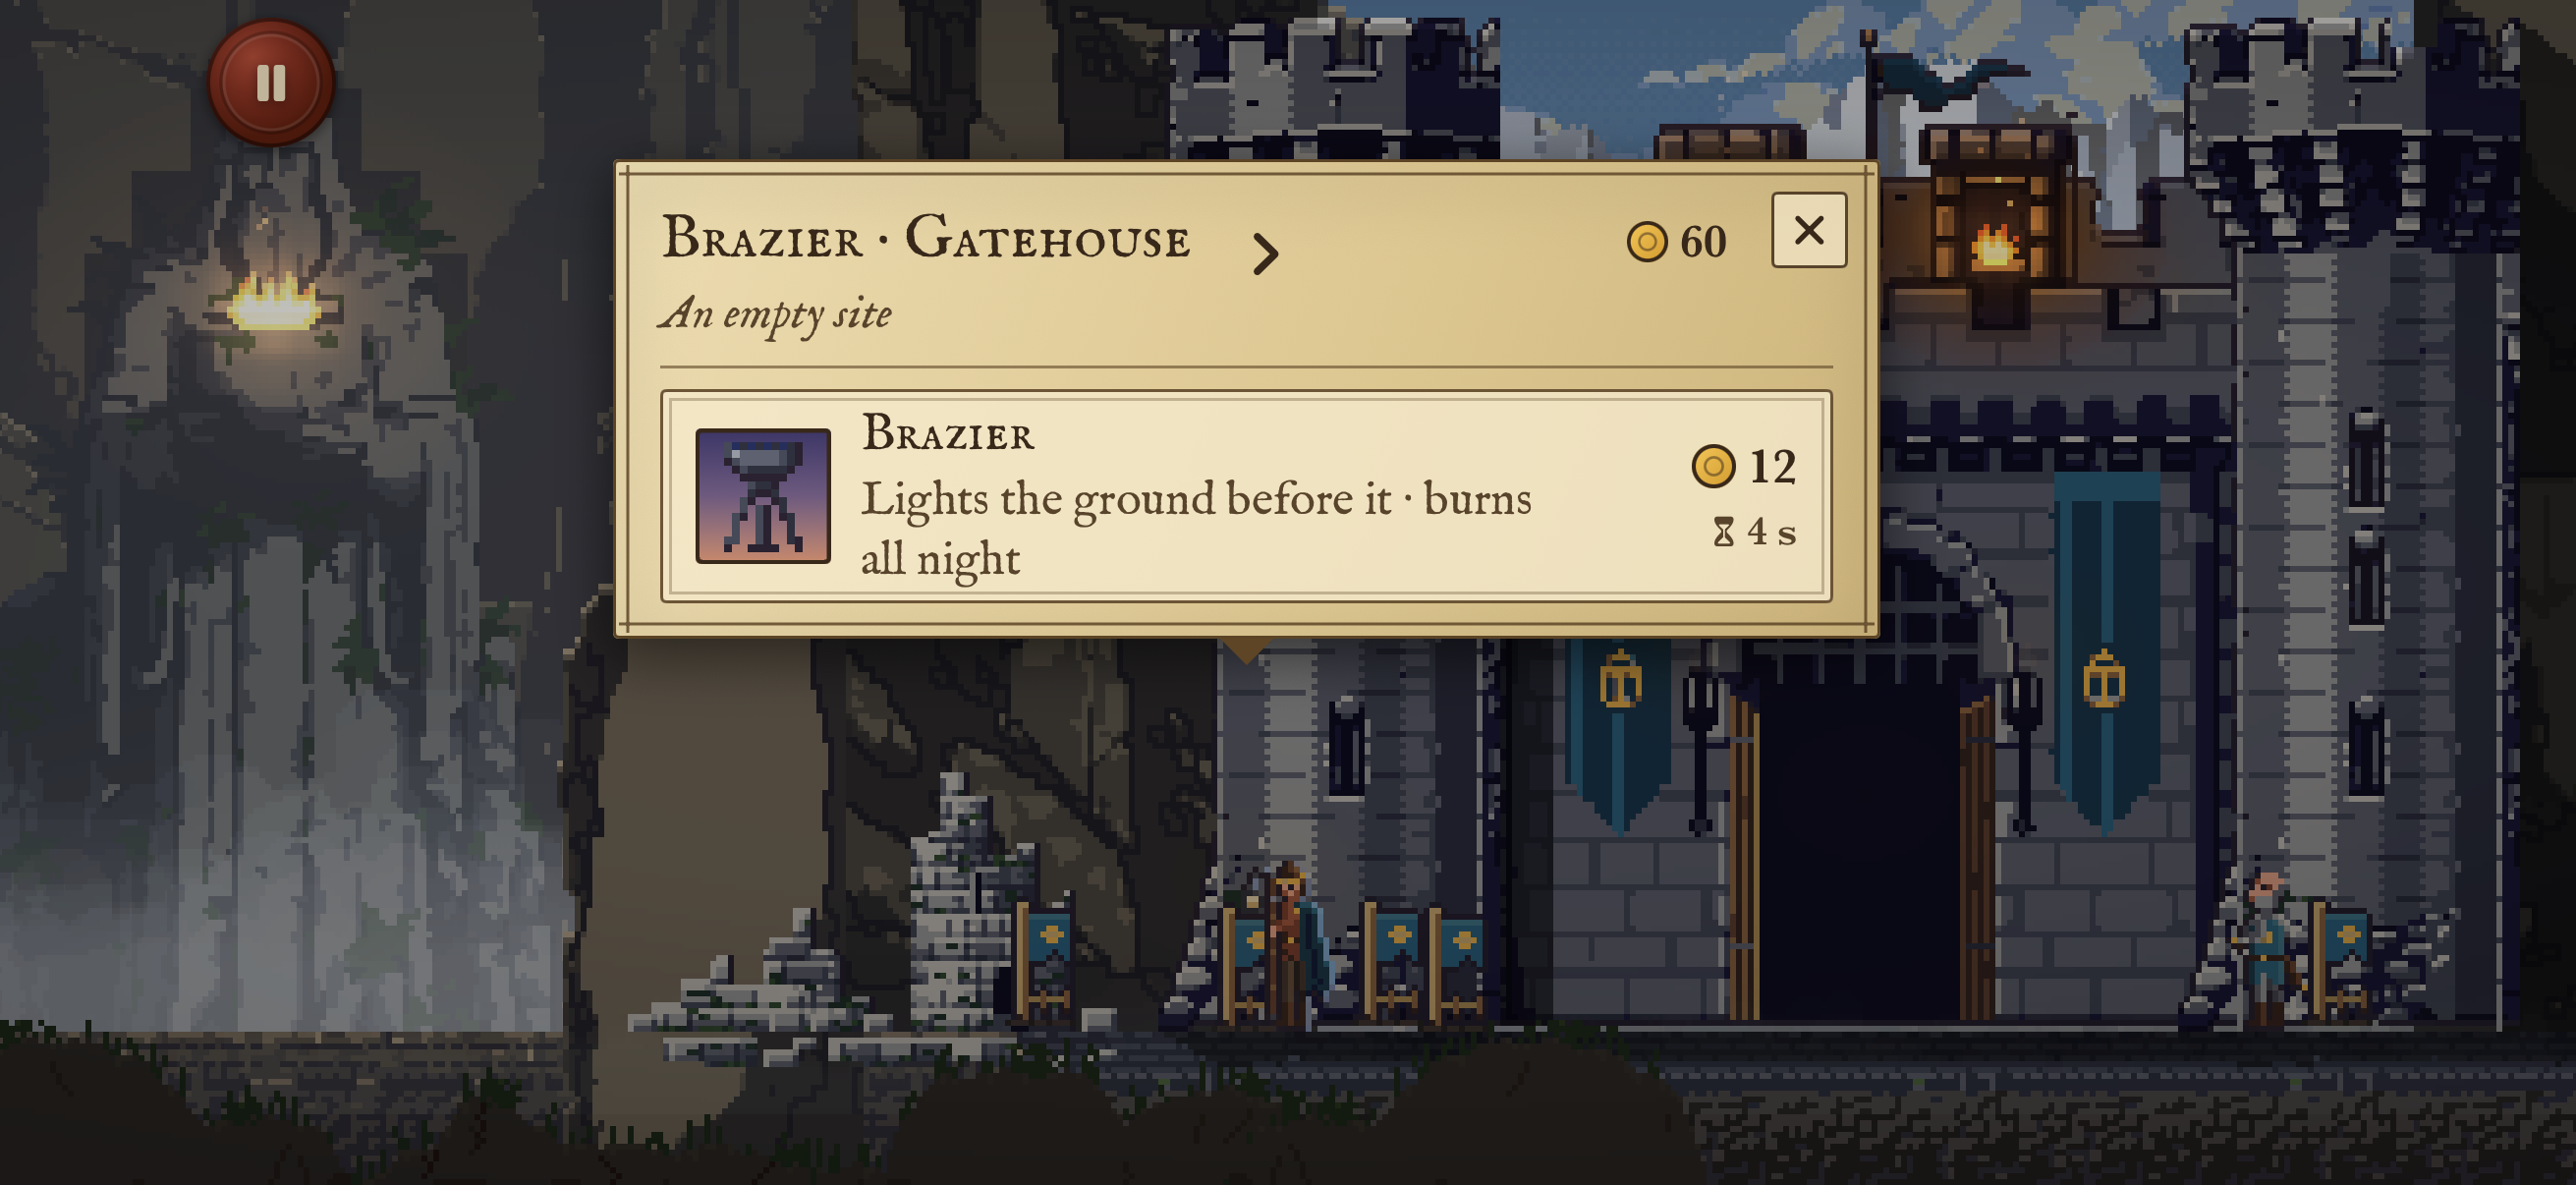 Brazier · Gatehouse
60
An empty site
Brazier
12
Lights the ground before it · burns
all night
4 s